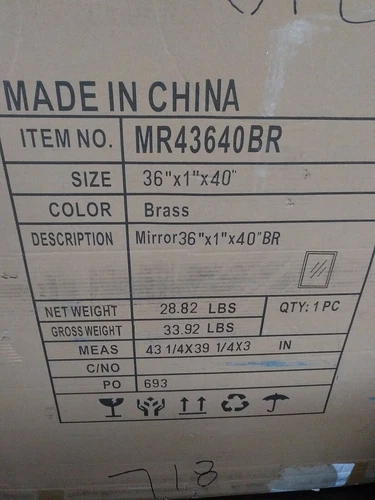 MADE IN CHINA
ITEM NO. MR43640BR
SIZE 36"x1"x40"
COLOR Brass
DESCRIPTION Mirror36"x1"x40"BR
NET WEIGHT 28.82 LBS QTY: 1 PC
GROSS WEIGHT 33.92 LBS
MEAS 43 1/4X39 1/4X3 IN
C/NO
PO 693
718